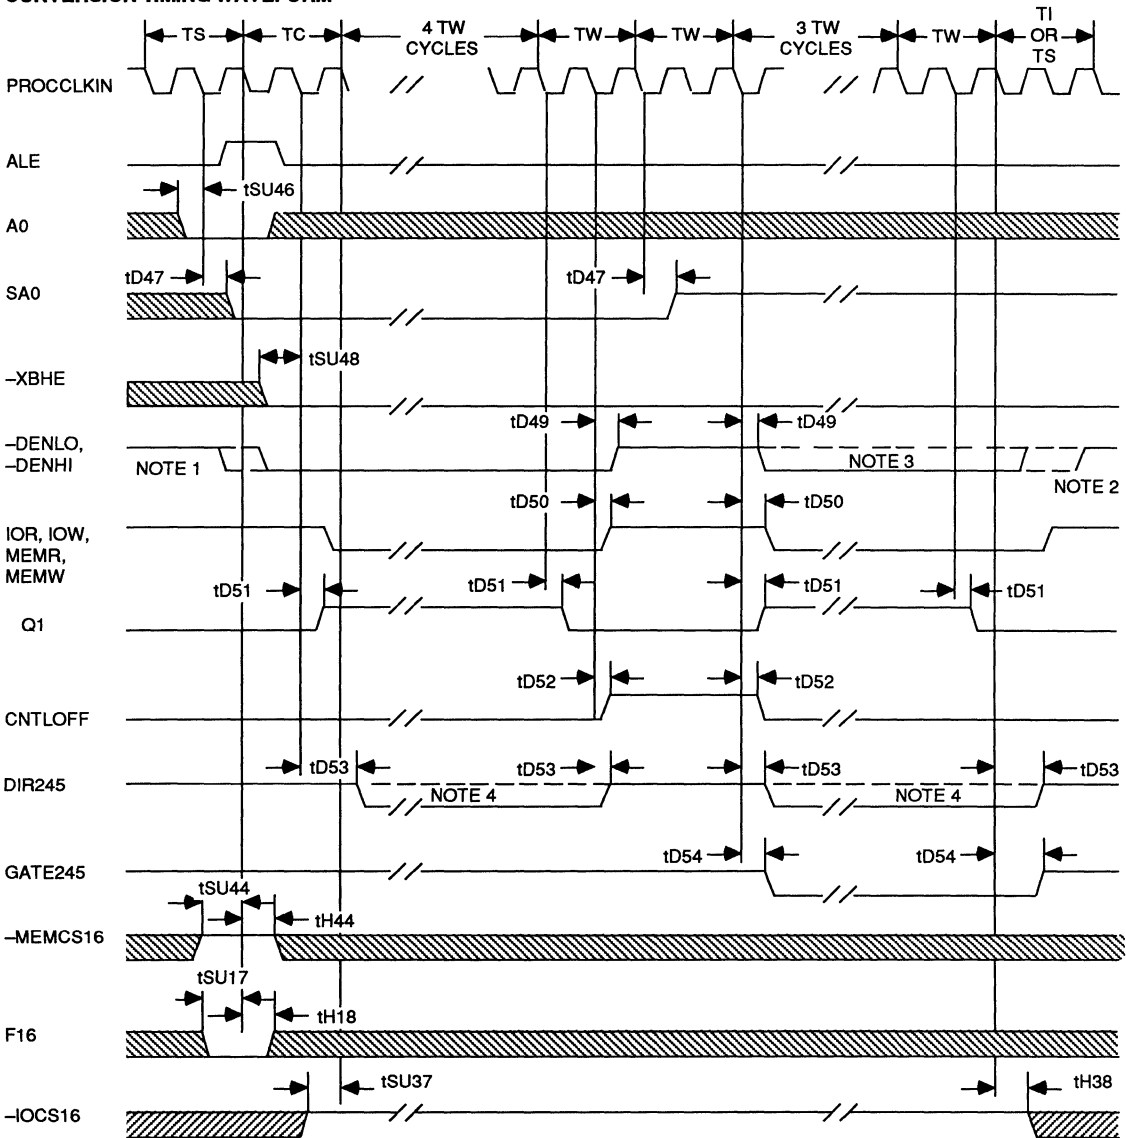 CONVERSION TIMING WAVEFORM
TS
TC
4 TW
CYCLES
TW
TW
3 TW
CYCLES
TW
TI
OR
TS
PROCCLKIN
ALE
tSU46
A0
tD47
tD47
SA0
tSU48
–XBHE
tD49
tD49
–DENLO,
–DENHI
NOTE 1
NOTE 3
NOTE 2
tD50
tD50
IOR, IOW,
MEMR,
MEMW
tD51
tD51
tD51
tD51
Q1
tD52
tD52
CNTLOFF
tD53
tD53
tD53
tD53
DIR245
NOTE 4
NOTE 4
tD54
tD54
GATE245
tSU44
tH44
–MEMCS16
tSU17
tH18
F16
tSU37
tH38
–IOCS16